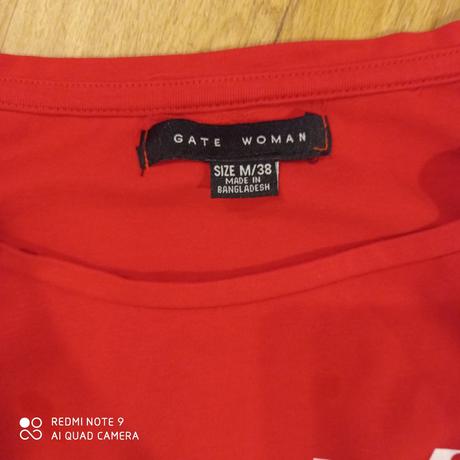 GATE WOMAN
SIZE M/38
MADE IN
BANGLADESH
REDMI NOTE 9
AI QUAD CAMERA